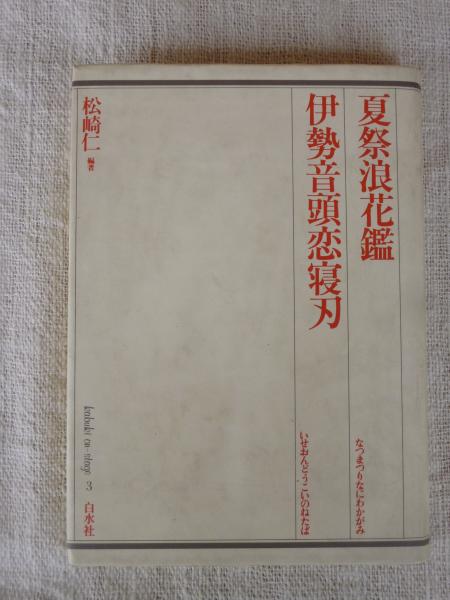 夏祭浪花鑑
なつまつりなにわかがみ
伊勢音頭恋寝刃
いせおんどうこいのねたば
松崎仁 編著
kabuki on-stage 3
白水社